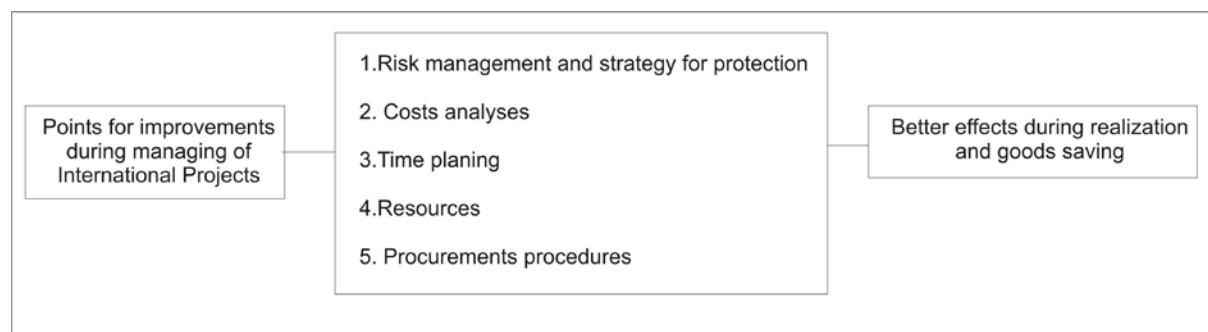 Points for improvements
during managing of
International Projects
1.Risk management and strategy for protection
2. Costs analyses
3.Time planing
4.Resources
5. Procurements procedures
Better effects during realization
and goods saving